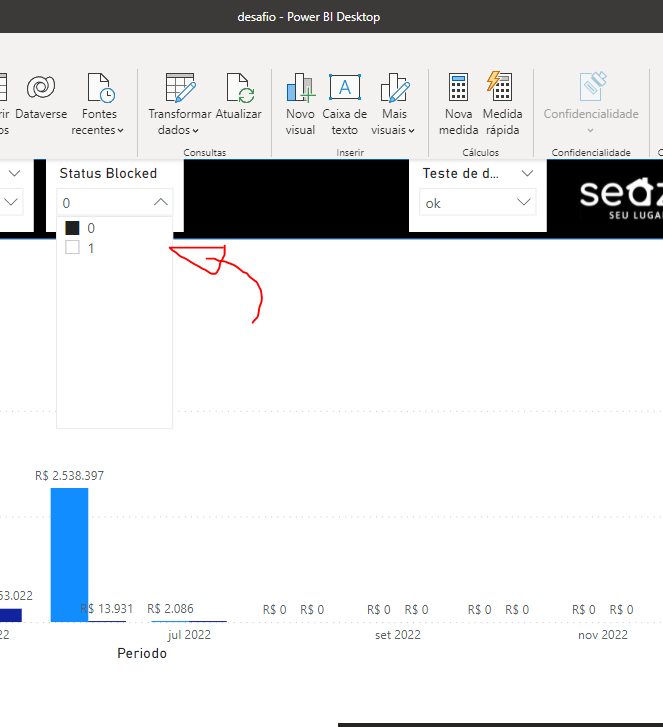 desafio - Power BI Desktop
Dataverse
Fontes
recentes
Transformar
dados
Atualizar
Novo
visual
Caixa de
texto
Mais
visuais
Nova
medida
Medida
rápida
Confidencialidade
Consultas
Inserir
Cálculos
Confidencialidade
Status Blocked
0
0
1
Teste de d...
ok
seaz
SEU LUGA
R$ 2.538.397
53.022
R$ 13.931
R$ 2.086
R$ 0 R$ 0 R$ 0 R$ 0 R$ 0 R$ 0 R$ 0 R$ 0
jul 2022 set 2022 nov 2022
Periodo